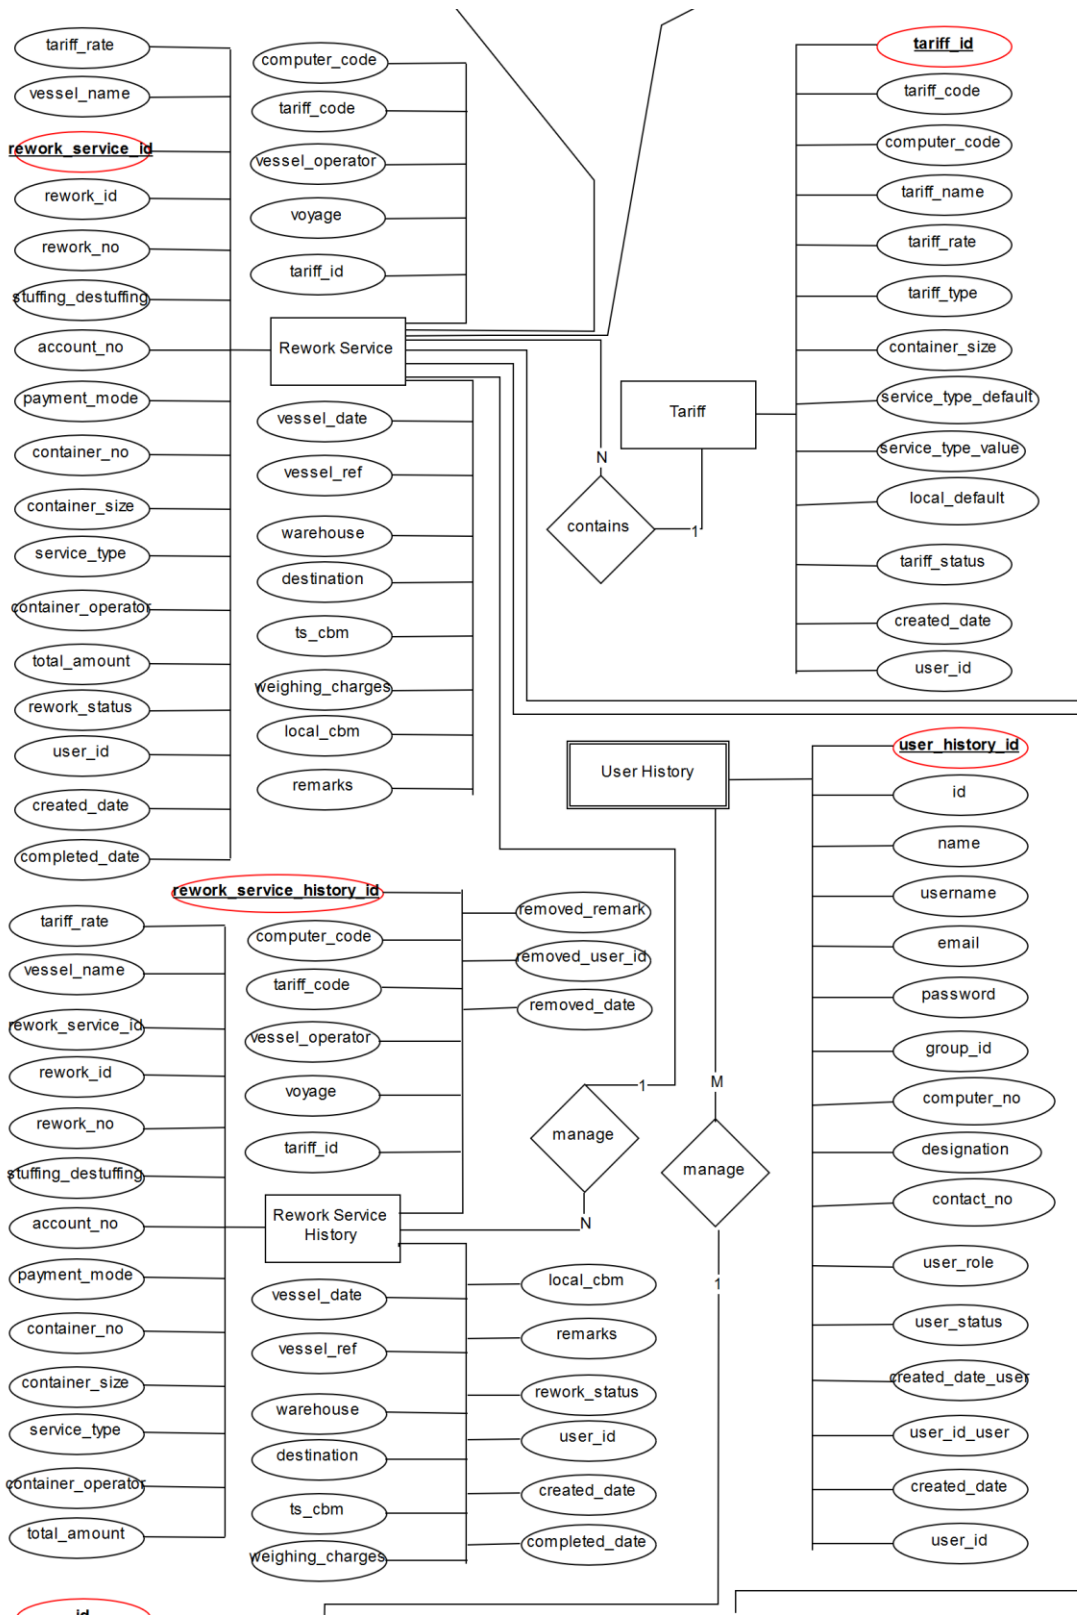 tariff_rate
vessel_name
rework_service_id
rework_id
rework_no
stuffing_destuffing
account_no
payment_mode
container_no
container_size
service_type
container_operator
total_amount
rework_status
user_id
created_date
completed_date
computer_code
tariff_code
vessel_operator
voyage
tariff_id
Rework Service
vessel_date
vessel_ref
warehouse
destination
ts_cbm
weighing_charges
local_cbm
remarks
N
contains
1
Tariff
tariff_id
tariff_code
computer_code
tariff_name
tariff_rate
tariff_type
container_size
service_type_default
service_type_value
local_default
tariff_status
created_date
user_id
User History
user_history_id
id
name
username
email
password
group_id
computer_no
designation
contact_no
user_role
user_status
created_date_user
user_id_user
created_date
user_id
M
manage
1
1
manage
N
rework_service_history_id
computer_code
tariff_code
vessel_operator
voyage
tariff_id
removed_remark
removed_user_id
removed_date
tariff_rate
vessel_name
rework_service_id
rework_id
rework_no
stuffing_destuffing
account_no
payment_mode
container_no
container_size
service_type
container_operator
total_amount
Rework Service
History
vessel_date
vessel_ref
warehouse
destination
ts_cbm
weighing_charges
local_cbm
remarks
rework_status
user_id
created_date
completed_date
id